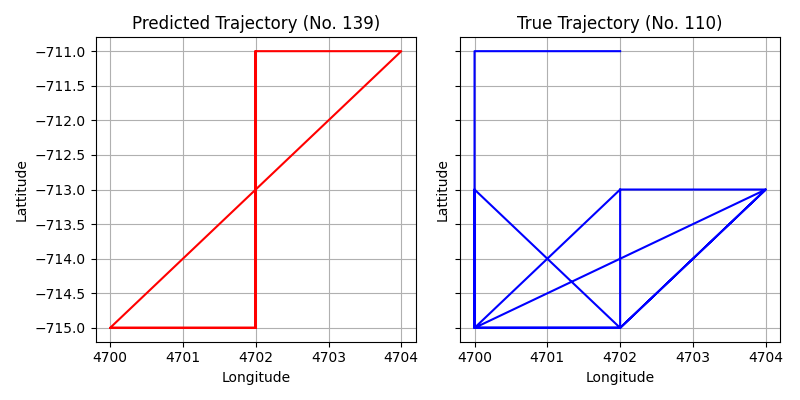 Predicted Trajectory (No. 139)
True Trajectory (No. 110)
−711.0
−711.5
−712.0
−712.5
−713.0
−713.5
−714.0
−714.5
−715.0
Lattitude
Lattitude
4700 4701 4702 4703 4704
4700 4701 4702 4703 4704
Longitude
Longitude